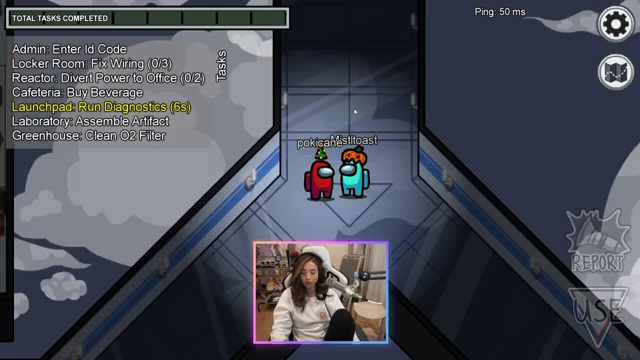 TOTAL TASKS COMPLETED
Ping: 50 ms
Admin: Enter Id Code
Locker Room: Fix Wiring (0/3)
Reactor: Divert Power to Office (0/2)
Cafeteria: Buy Beverage
Launchpad: Run Diagnostics (6s)
Laboratory: Assemble Artifact
Greenhouse: Clean O2 Filter
Tasks
pokicane
Mistitoast
REPORT
USE